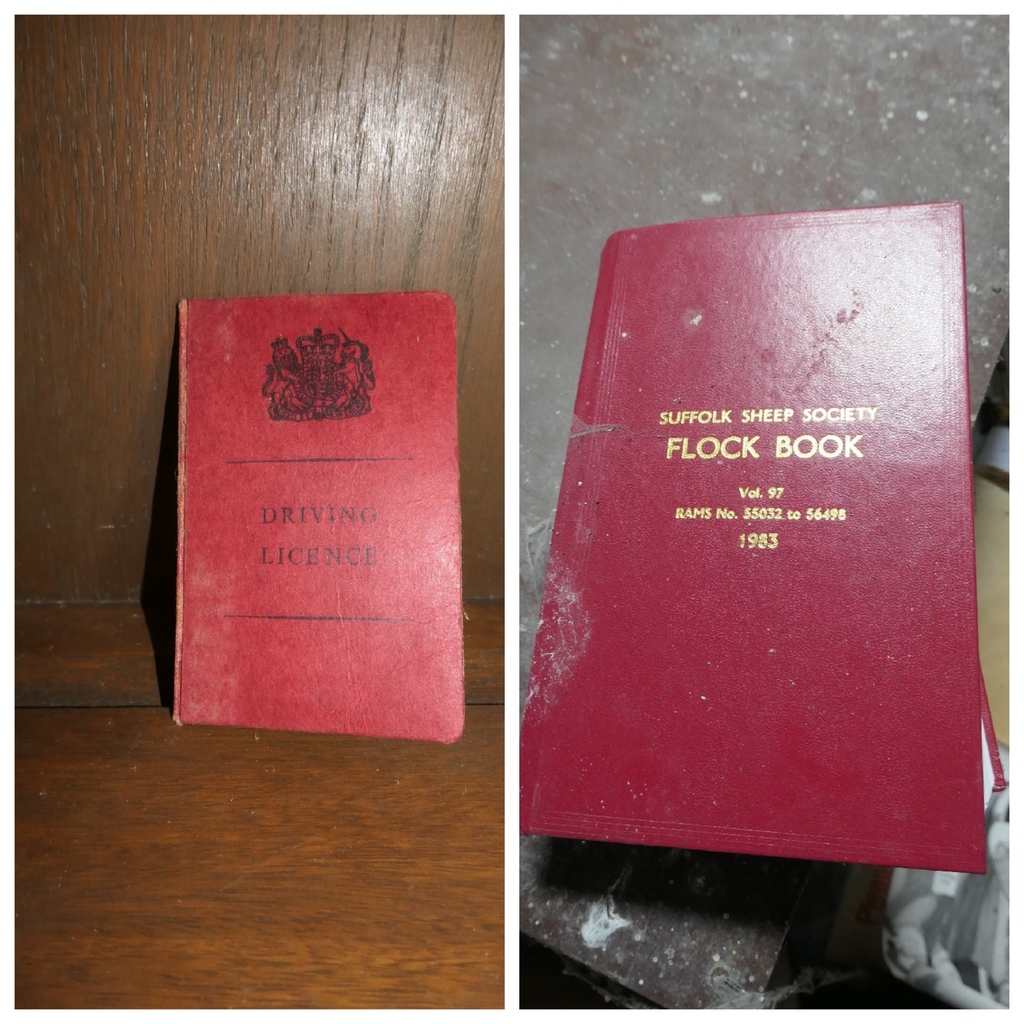 DRIVING
LICENCE
SUFFOLK SHEEP SOCIETY
FLOCK BOOK
Vol. 97
RAMS No. 55032 to 56498
1983